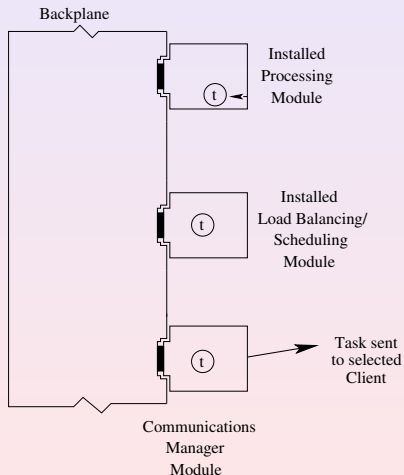 Backplane
Installed
Processing
Module
t
Installed
Load Balancing/
Scheduling
Module
t
Task sent
to selected
Client
t
Communications
Manager
Module